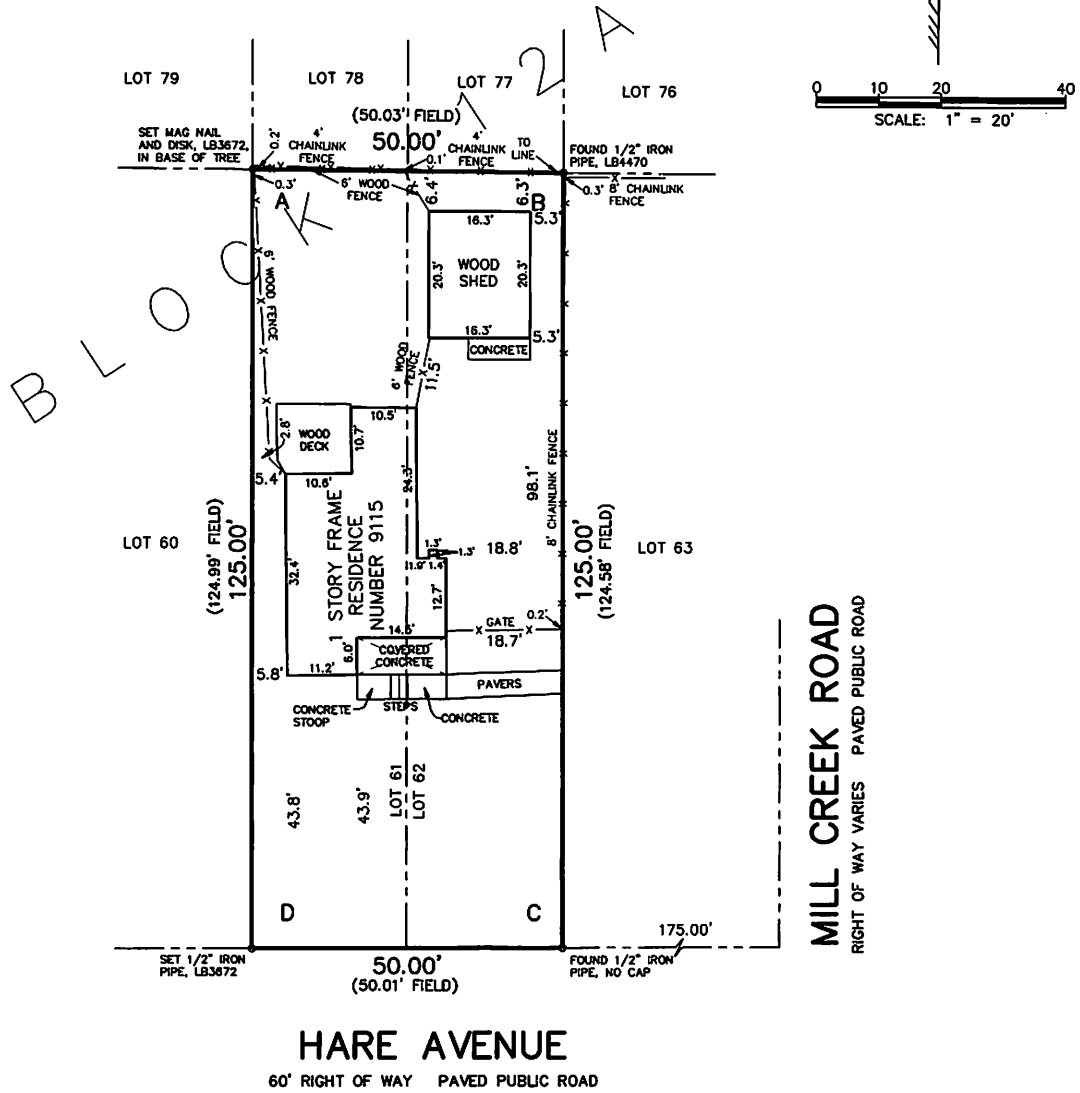 BLOCK 2 A
LOT 79
LOT 78
LOT 77
LOT 76
0 10 20 40
SCALE: 1" = 20'
(50.03' FIELD)
50.00'
SET MAG NAIL
AND DISK, LB3672,
IN BASE OF TREE
0.2'
4'
CHAINLINK
FENCE
0.1'
4'
CHAINLINK
FENCE
TO
LINE
FOUND 1/2" IRON
PIPE, LB4470
0.3'
6' WOOD
FENCE
0.3'
8' CHAINLINK
FENCE
A
6.4'
6.3'
B
16.3'
5.3'
6' WOOD FENCE
20.3'
WOOD
SHED
20.3'
16.3'
5.3'
CONCRETE
6' WOOD
FENCE
11.5'
10.5'
2.8'
WOOD
DECK
10.7'
5.4'
10.6'
24.3'
98.1'
8' CHAINLINK FENCE
LOT 60
(124.99' FIELD)
125.00'
32.4'
1 STORY FRAME
RESIDENCE
NUMBER 9115
1.3'
1.3'
18.8'
11.9'
1.4'
12.7'
125.00'
(124.58' FIELD)
LOT 63
14.6'
GATE
18.7'
0.2'
6.0'
COVERED
CONCRETE
5.8'
11.2'
PAVERS
CONCRETE
STOOP
STEPS
CONCRETE
43.8'
43.9'
LOT 61
LOT 62
D
C
175.00'
SET 1/2" IRON
PIPE, LB3672
50.00'
(50.01' FIELD)
FOUND 1/2" IRON
PIPE, NO CAP
MILL CREEK ROAD
RIGHT OF WAY VARIES PAVED PUBLIC ROAD
HARE AVENUE
60' RIGHT OF WAY PAVED PUBLIC ROAD